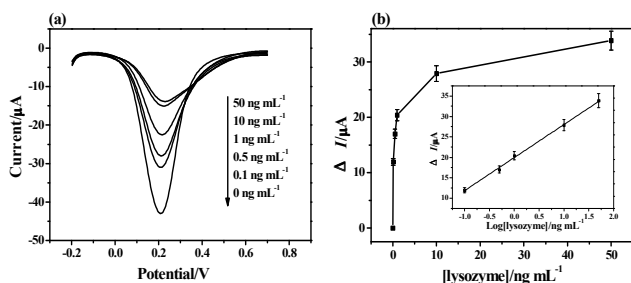 (a)
0
-10
-20
-30
-40
-50
Current/μA
-0.2 0.0 0.2 0.4 0.6 0.8
Potential/V
50 ng mL⁻¹
10 ng mL⁻¹
1 ng mL⁻¹
0.5 ng mL⁻¹
0.1 ng mL⁻¹
0 ng mL⁻¹
(b)
30
20
10
0
Δ I/μA
0 10 20 30 40 50
[lysozyme]/ng mL⁻¹
35
30
25
20
15
10
Δ I/μA
-1.0 -0.5 0.0 0.5 1.0 1.5 2.0
Log[lysozyme]/ng mL⁻¹